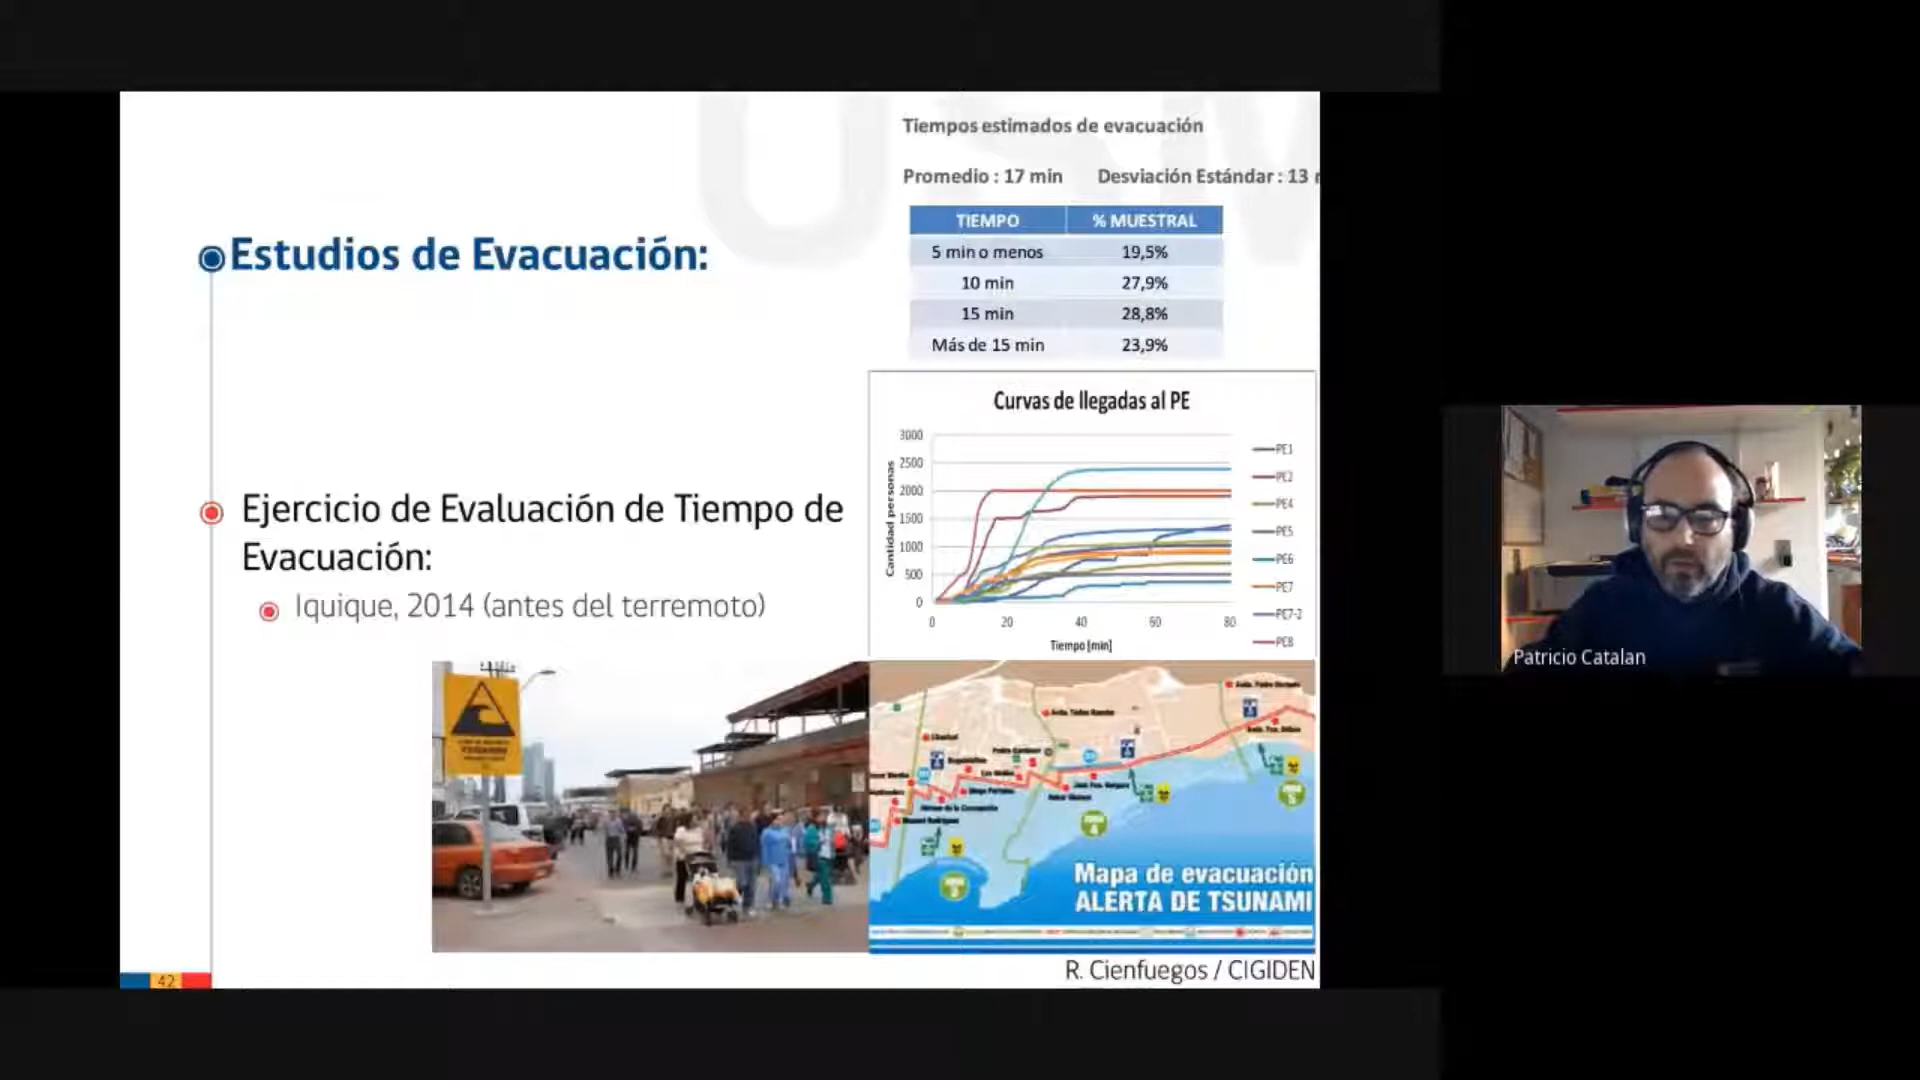 Tiempos estimados de evacuación
Promedio : 17 min Desviación Estándar : 13
TIEMPO % MUESTRAL
5 min o menos 19,5%
10 min 27,9%
15 min 28,8%
Más de 15 min 23,9%
Estudios de Evacuación:
Ejercicio de Evaluación de Tiempo de
Evacuación:
Iquique, 2014 (antes del terremoto)
Curvas de llegadas al PE
Cantidad personas
3000
2500
2000
1500
1000
500
0
0 20 40 60 80
Tiempo [min]
PE1
PE2
PE4
PE5
PE6
PE7
PE7-2
PE8
Mapa de evacuación
ALERTA DE TSUNAMI
R. Cienfuegos / CIGIDEN
42
Patricio Catalan